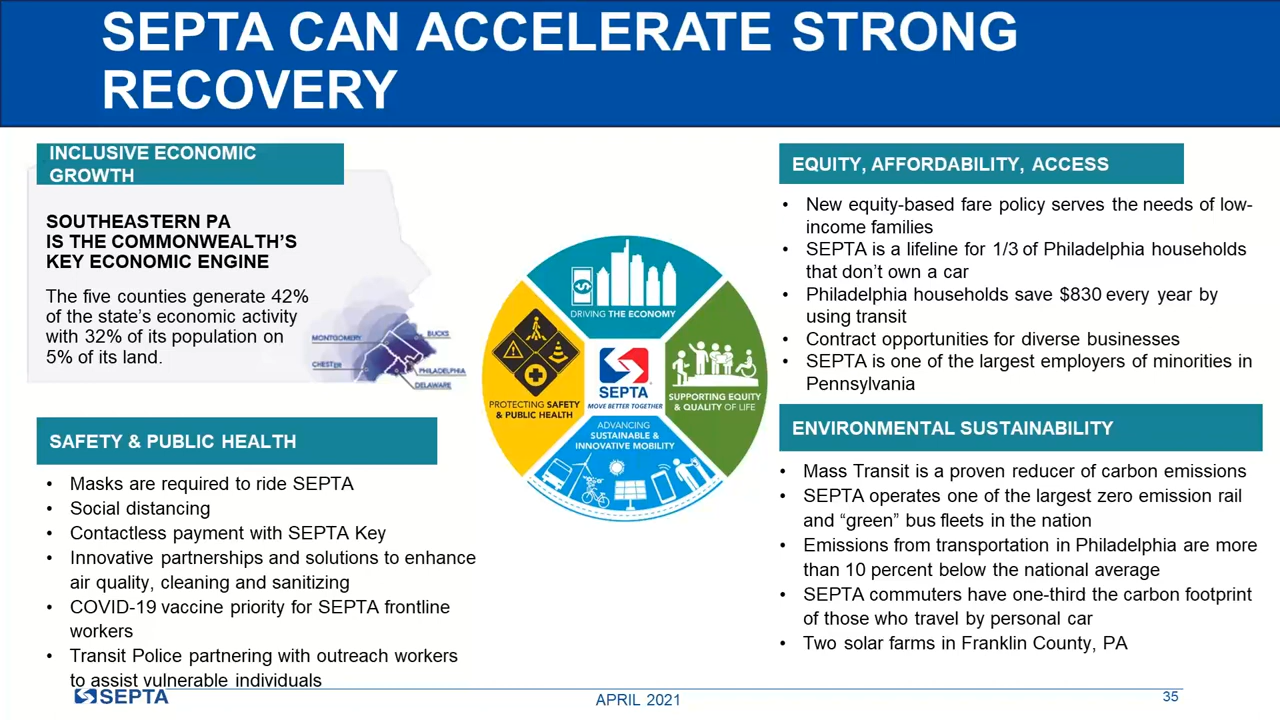 SEPTA CAN ACCELERATE STRONG
RECOVERY
INCLUSIVE ECONOMIC
GROWTH
SOUTHEASTERN PA
IS THE COMMONWEALTH’S
KEY ECONOMIC ENGINE
The five counties generate 42%
of the state’s economic activity
with 32% of its population on
5% of its land.
MONTGOMERY
BUCKS
CHESTER
PHILADELPHIA
DELAWARE
SAFETY & PUBLIC HEALTH
• Masks are required to ride SEPTA
• Social distancing
• Contactless payment with SEPTA Key
• Innovative partnerships and solutions to enhance
air quality, cleaning and sanitizing
• COVID-19 vaccine priority for SEPTA frontline
workers
• Transit Police partnering with outreach workers
to assist vulnerable individuals
DRIVING THE ECONOMY
PROTECTING SAFETY
& PUBLIC HEALTH
SEPTA
MOVE BETTER TOGETHER
SUPPORTING EQUITY
& QUALITY OF LIFE
ADVANCING
SUSTAINABLE &
INNOVATIVE MOBILITY
EQUITY, AFFORDABILITY, ACCESS
• New equity-based fare policy serves the needs of low-
income families
• SEPTA is a lifeline for 1/3 of Philadelphia households
that don’t own a car
• Philadelphia households save $830 every year by
using transit
• Contract opportunities for diverse businesses
• SEPTA is one of the largest employers of minorities in
Pennsylvania
ENVIRONMENTAL SUSTAINABILITY
• Mass Transit is a proven reducer of carbon emissions
• SEPTA operates one of the largest zero emission rail
and “green” bus fleets in the nation
• Emissions from transportation in Philadelphia are more
than 10 percent below the national average
• SEPTA commuters have one-third the carbon footprint
of those who travel by personal car
• Two solar farms in Franklin County, PA
SEPTA
APRIL 2021
35